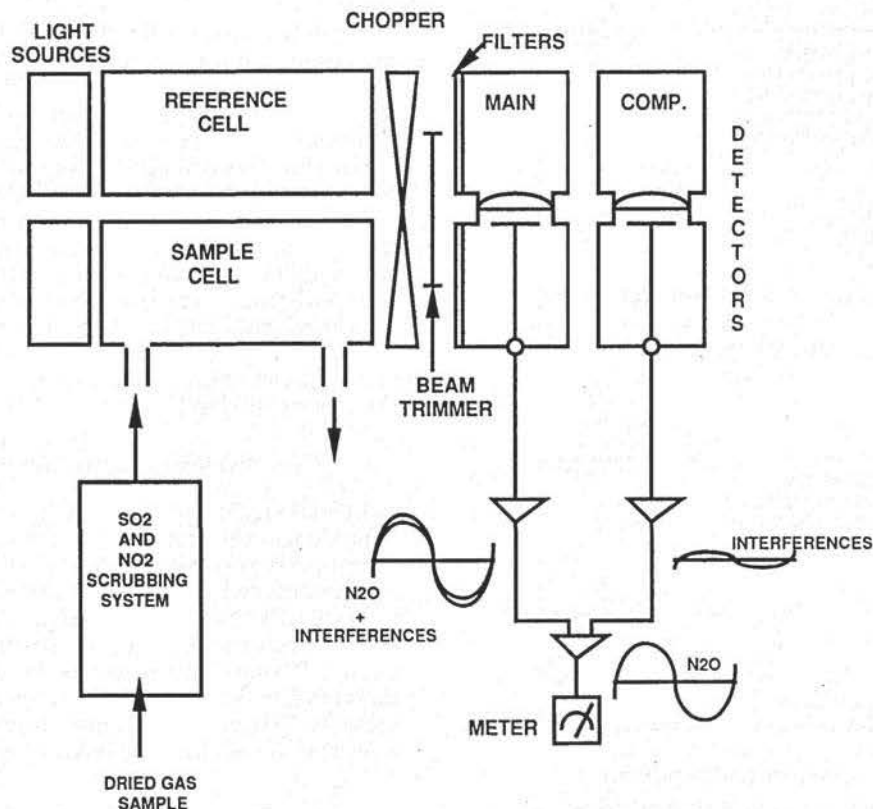 CHOPPER
LIGHT
SOURCES
FILTERS
REFERENCE
CELL
MAIN
COMP.
DETECTORS
SAMPLE
CELL
BEAM
TRIMMER
SO2
AND
NO2
SCRUBBING
SYSTEM
N2O
+
INTERFERENCES
INTERFERENCES
N2O
METER
DRIED GAS
SAMPLE